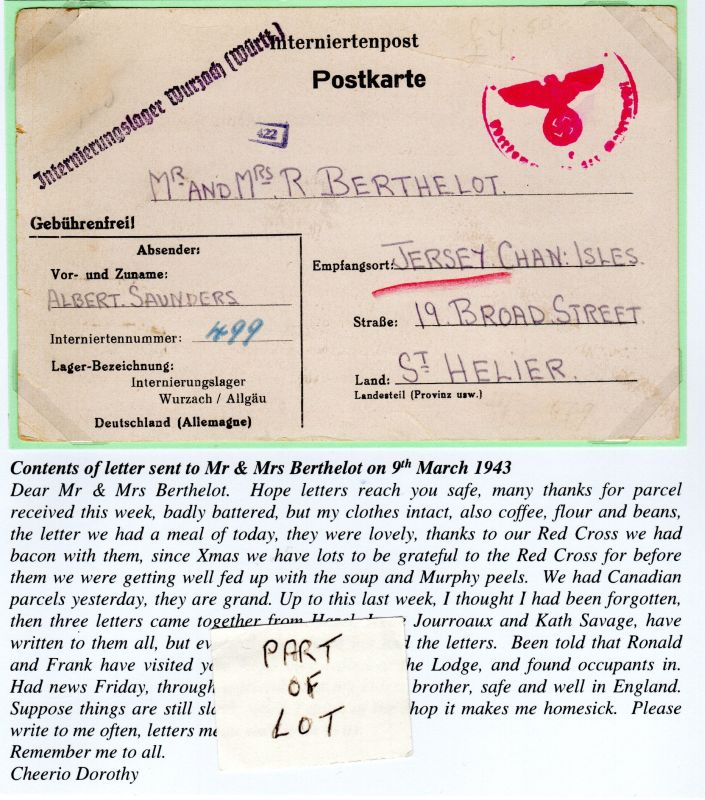 Internierungslager Wurzach (Württ.)
Interniertenpost
Postkarte
422
MR AND MRS R. BERTHELOT.
Gebührenfrei!
Absender:
Vor- und Zuname:
ALBERT. SAUNDERS
Interniertennummer: 499
Lager-Bezeichnung:
Internierungslager
Wurzach / Allgäu
Deutschland (Allemagne)
Empfangsort: JERSEY. CHAN: ISLES.
Straße: 19. BROAD. STREET
Land: ST HELIER.
Landesteil (Provinz usw.)
Contents of letter sent to Mr & Mrs Berthelot on 9th March 1943
Dear Mr & Mrs Berthelot. Hope letters reach you safe, many thanks for parcel
received this week, badly battered, but my clothes intact, also coffee, flour and beans,
the letter we had a meal of today, they were lovely, thanks to our Red Cross we had
bacon with them, since Xmas we have lots to be grateful to the Red Cross for before
them we were getting well fed up with the soup and Murphy peels. We had Canadian
parcels yesterday, they are grand. Up to this last week, I thought I had been forgotten,
then three letters came together from Jourroaux and Kath Savage, have
written to them all, but the letters. Been told that Ronald
and Frank have visited the Lodge, and found occupants in.
Had news Friday, through brother, safe and well in England.
Suppose things are still it makes me homesick. Please
write to me often, letters
Remember me to all.
Cheerio Dorothy
PART
OF
LOT